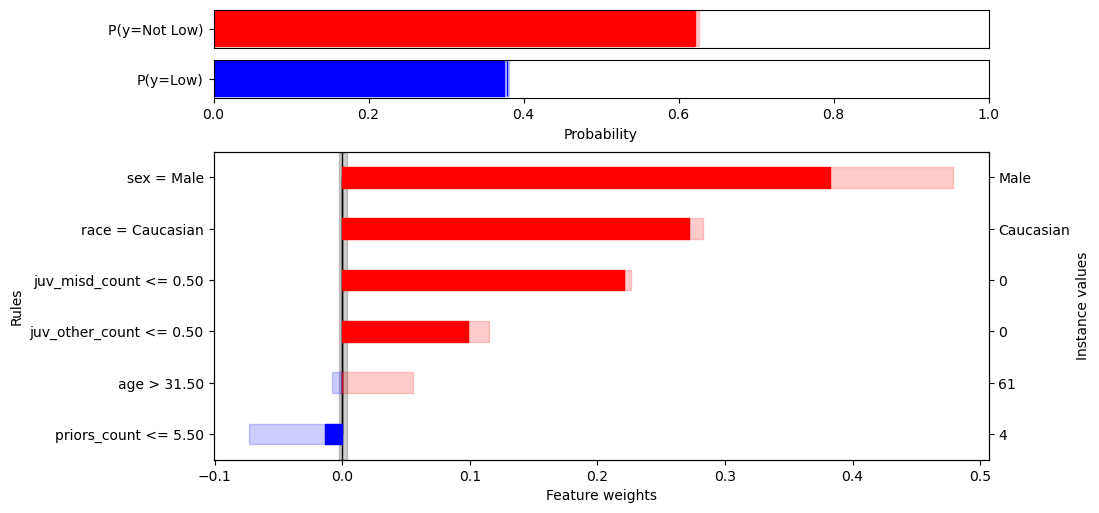 P(y=Not Low)
P(y=Low)
0.0 0.2 0.4 0.6 0.8 1.0
Probability
Rules
sex = Male Male
race = Caucasian Caucasian
juv_misd_count <= 0.50 0
juv_other_count <= 0.50 0
age > 31.50 61
priors_count <= 5.50 4
Instance values
−0.1 0.0 0.1 0.2 0.3 0.4 0.5
Feature weights